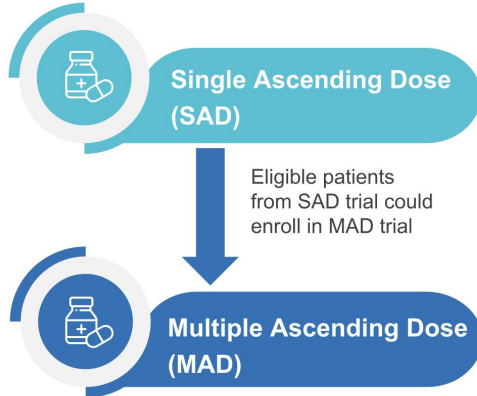 Single Ascending Dose
(SAD)
Eligible patients
from SAD trial could
enroll in MAD trial
Multiple Ascending Dose
(MAD)